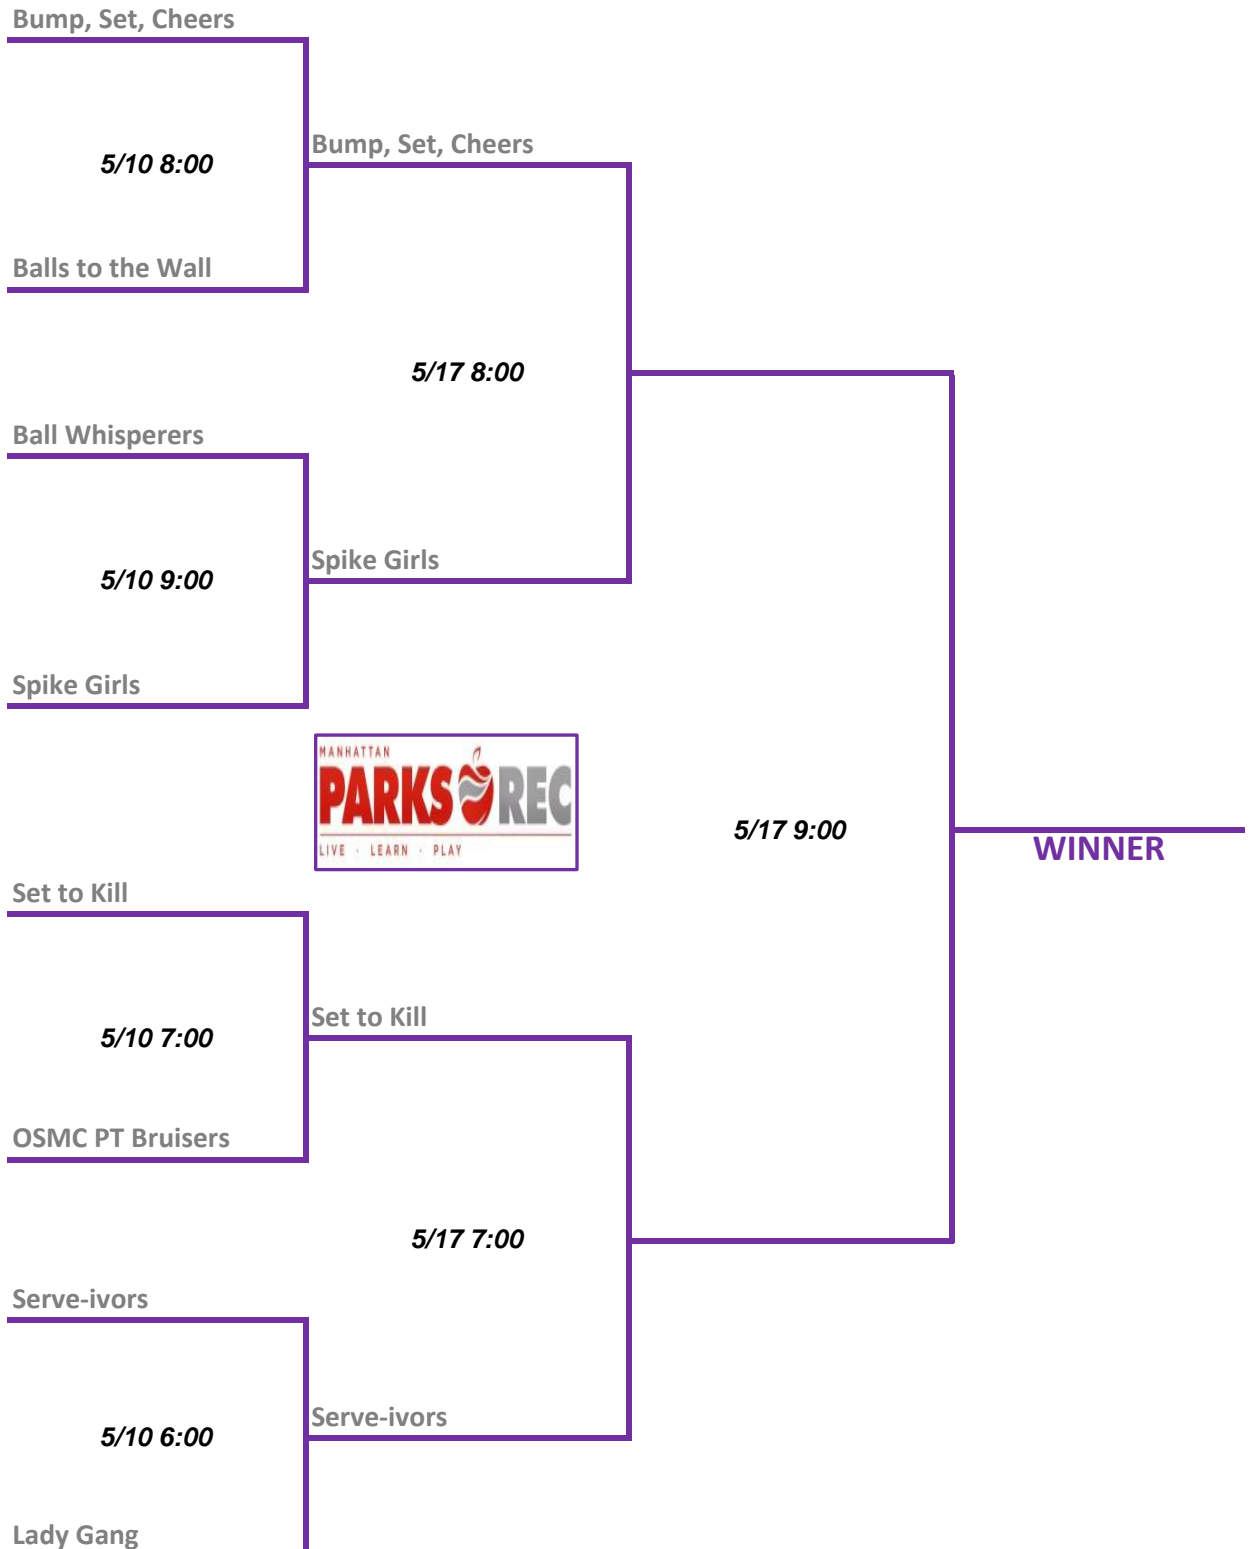 Bump, Set, Cheers
5/10 8:00
Bump, Set, Cheers
Balls to the Wall
5/17 8:00
Ball Whisperers
5/10 9:00
Spike Girls
Spike Girls
MANHATTAN
PARKS REC
LIVE · LEARN · PLAY
5/17 9:00
WINNER
Set to Kill
5/10 7:00
Set to Kill
OSMC PT Bruisers
5/17 7:00
Serve-ivors
5/10 6:00
Serve-ivors
Lady Gang